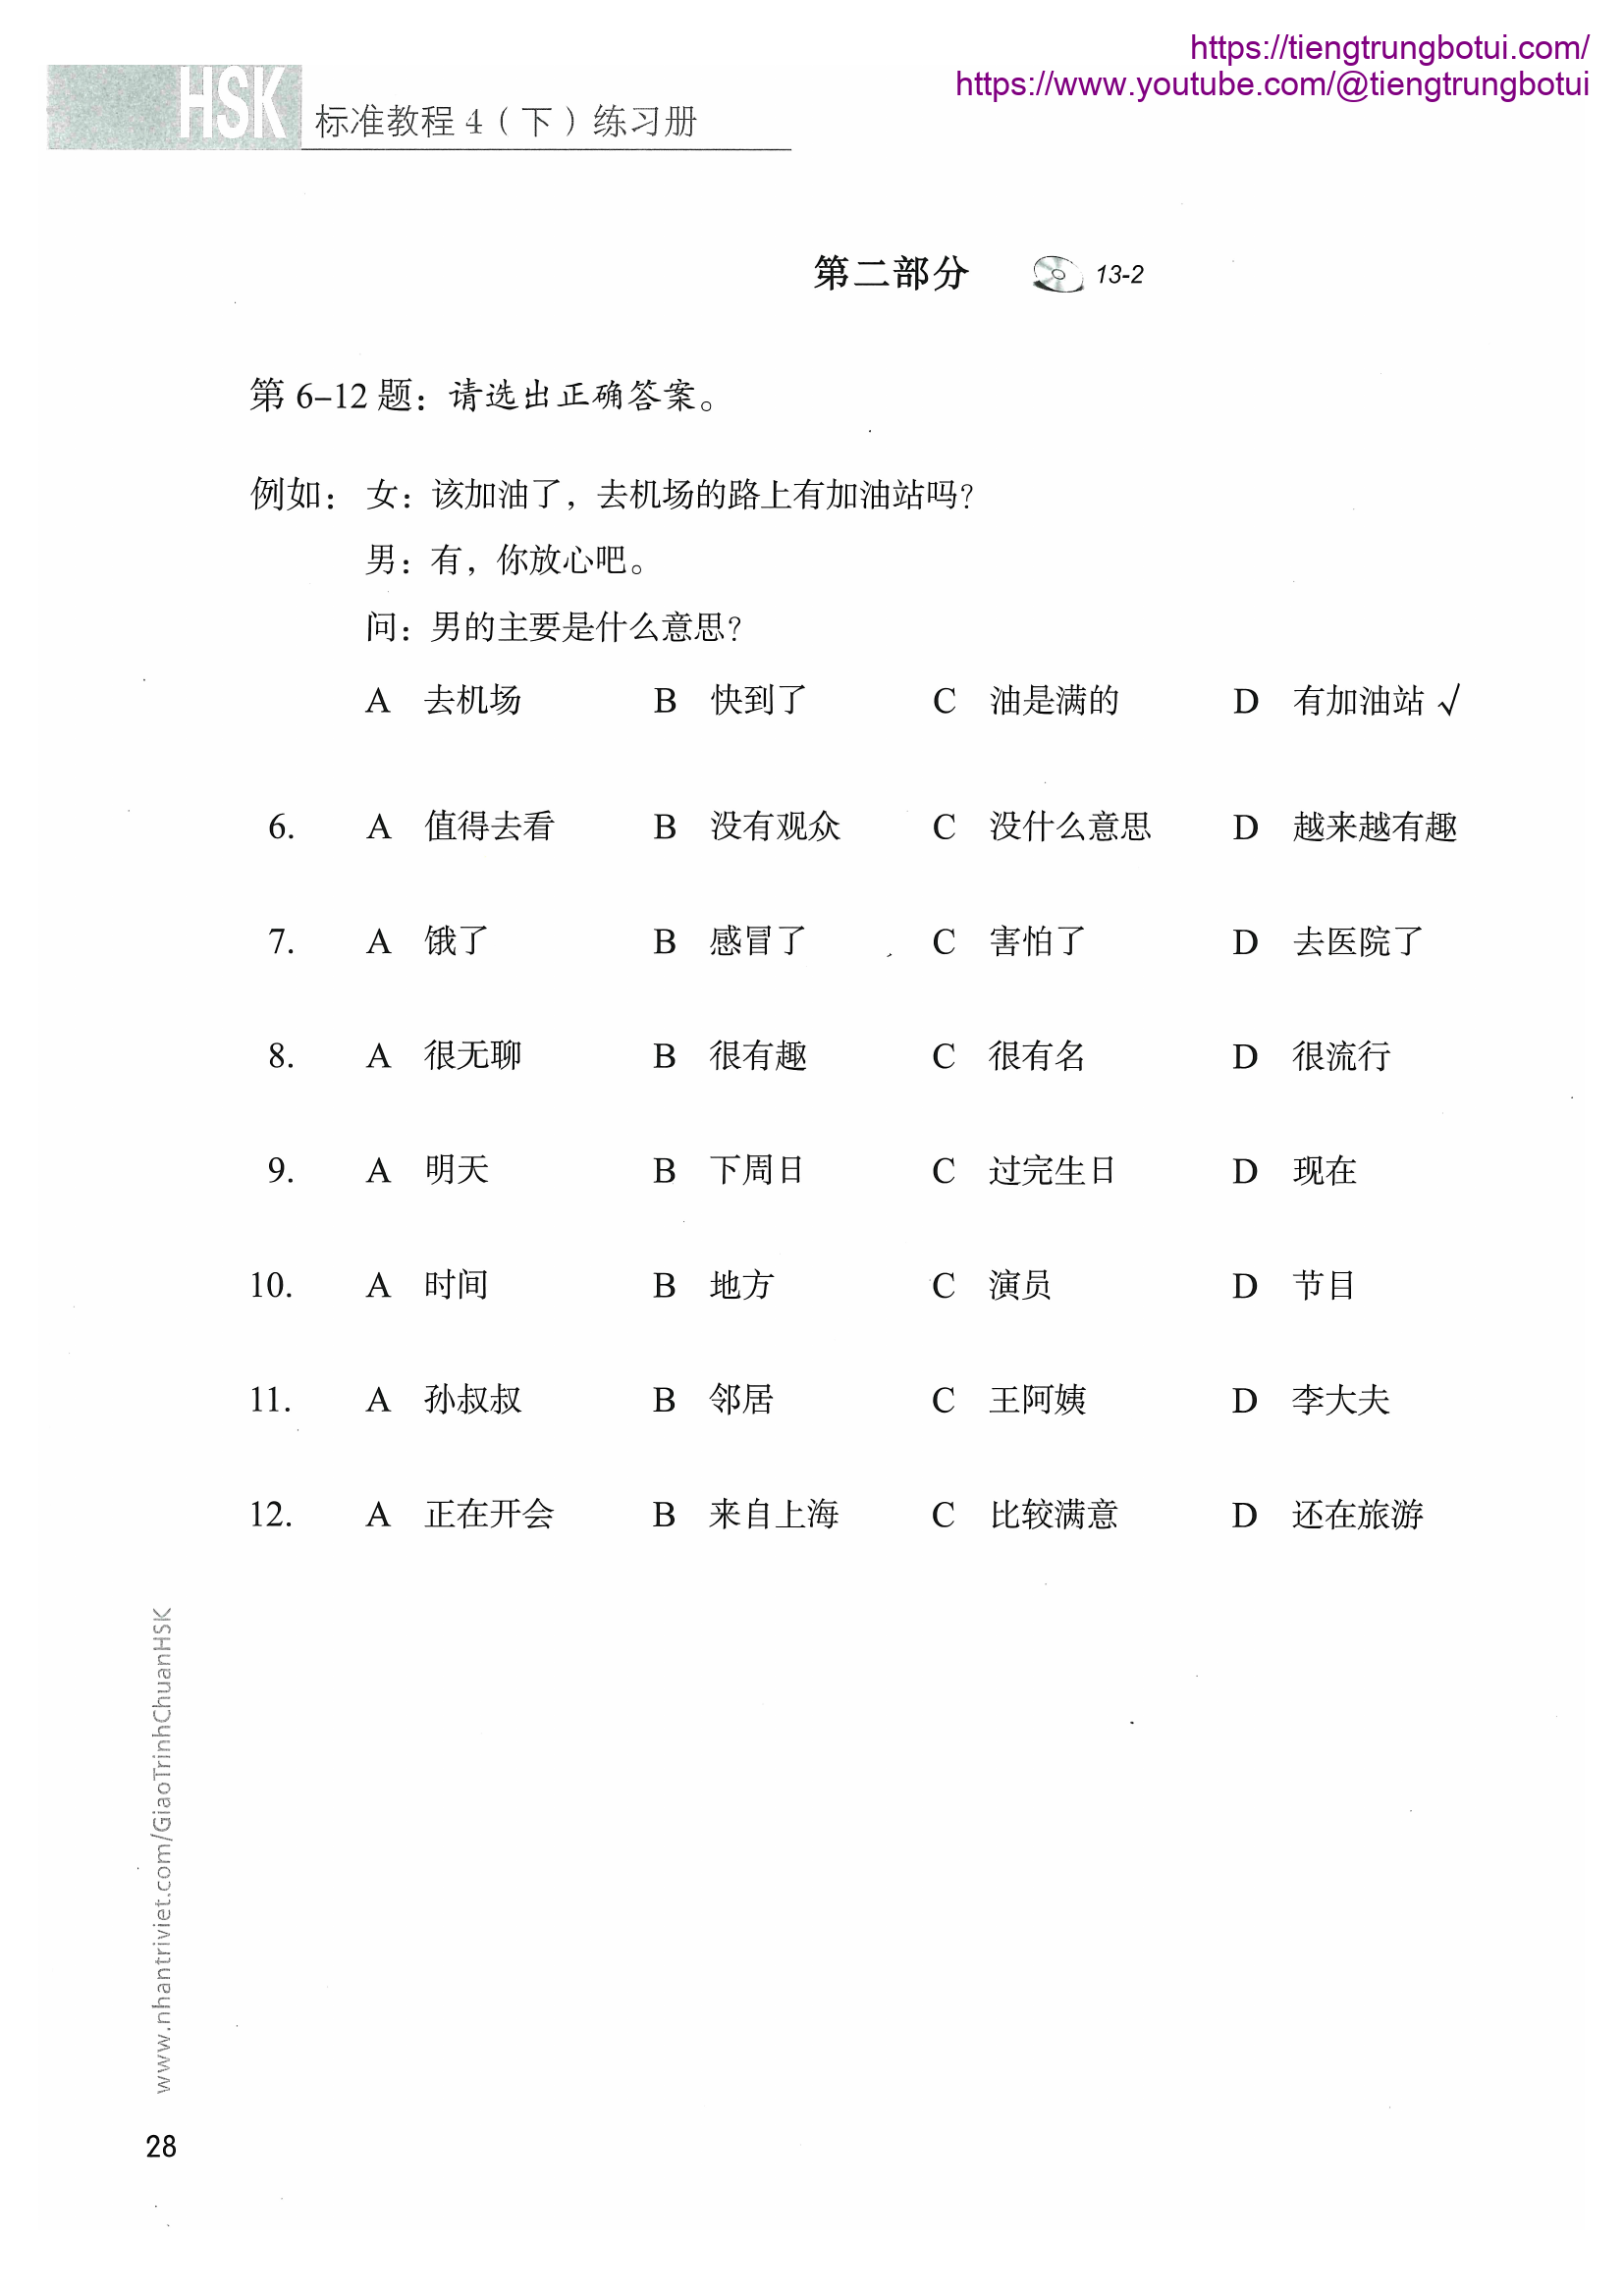 https://tiengtrungbotui.com/
https://www.youtube.com/@tiengtrungbotui
HSK 标准教程 4（下）练习册
第二部分 13-2
第 6–12 题：请选出正确答案。
例如： 女：该加油了，去机场的路上有加油站吗？
男：有，你放心吧。
问：男的主要是什么意思？
A 去机场 B 快到了 C 油是满的 D 有加油站 √
6. A 值得去看 B 没有观众 C 没什么意思 D 越来越有趣
7. A 饿了 B 感冒了 C 害怕了 D 去医院了
8. A 很无聊 B 很有趣 C 很有名 D 很流行
9. A 明天 B 下周日 C 过完生日 D 现在
10. A 时间 B 地方 C 演员 D 节目
11. A 孙叔叔 B 邻居 C 王阿姨 D 李大夫
12. A 正在开会 B 来自上海 C 比较满意 D 还在旅游
www.nhantriviet.com/GiaoTrinhChuanHSK
28